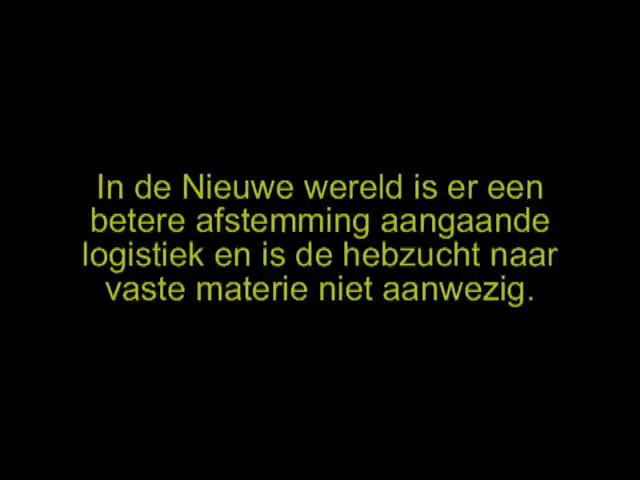 In de Nieuwe wereld is er een
betere afstemming aangaande
logistiek en is de hebzucht naar
vaste materie niet aanwezig.